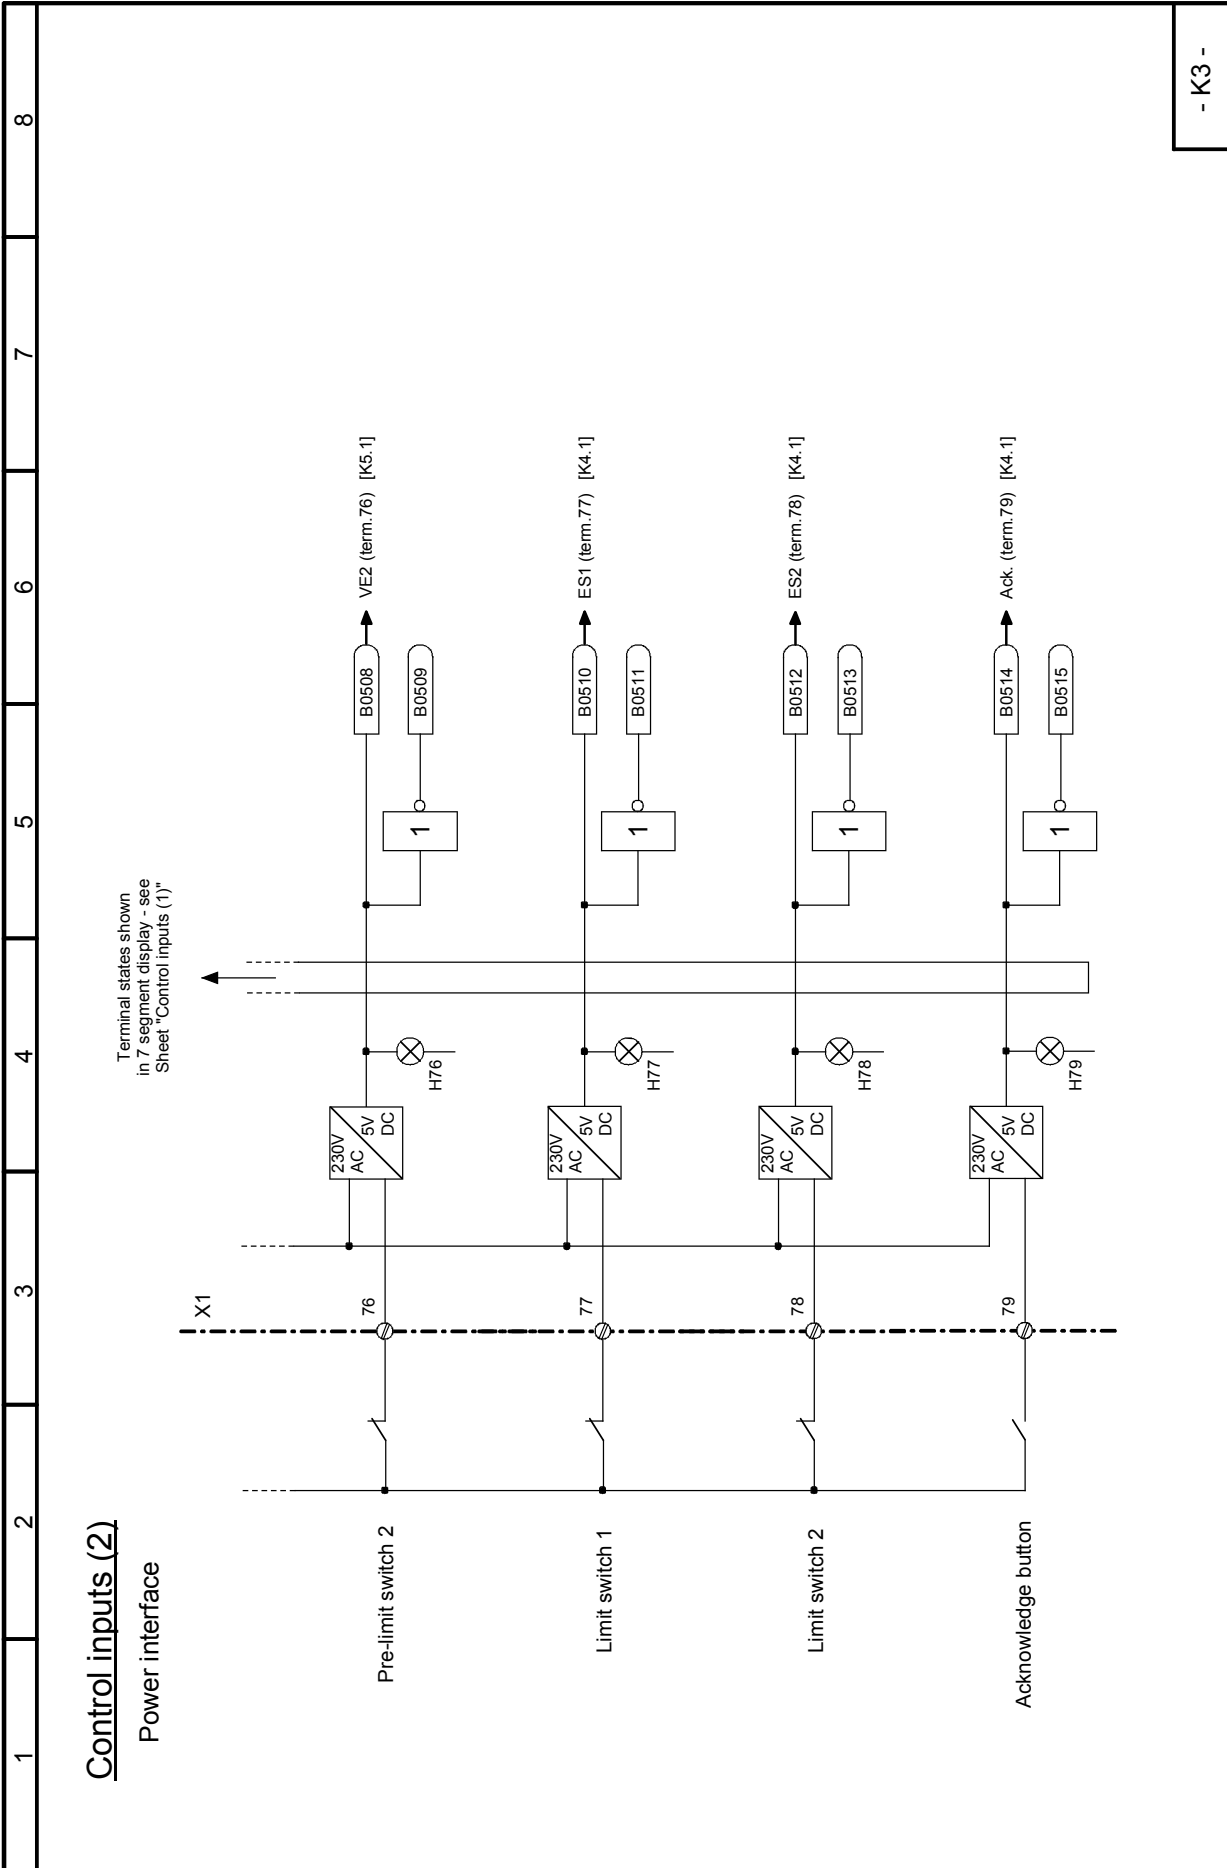 1
2
3
4
5
6
7
8
Control inputs (2)
Power interface
Terminal states shown
in 7 segment display - see
Sheet "Control inputs (1)"
X1
Pre-limit switch 2
76
230V
AC
5V
DC
H76
1
B0508
B0509
VE2 (term.76) [K5.1]
Limit switch 1
77
230V
AC
5V
DC
H77
1
B0510
B0511
ES1 (term.77) [K4.1]
Limit switch 2
78
230V
AC
5V
DC
H78
1
B0512
B0513
ES2 (term.78) [K4.1]
Acknowledge button
79
230V
AC
5V
DC
H79
1
B0514
B0515
Ack. (term.79) [K4.1]
- K3 -